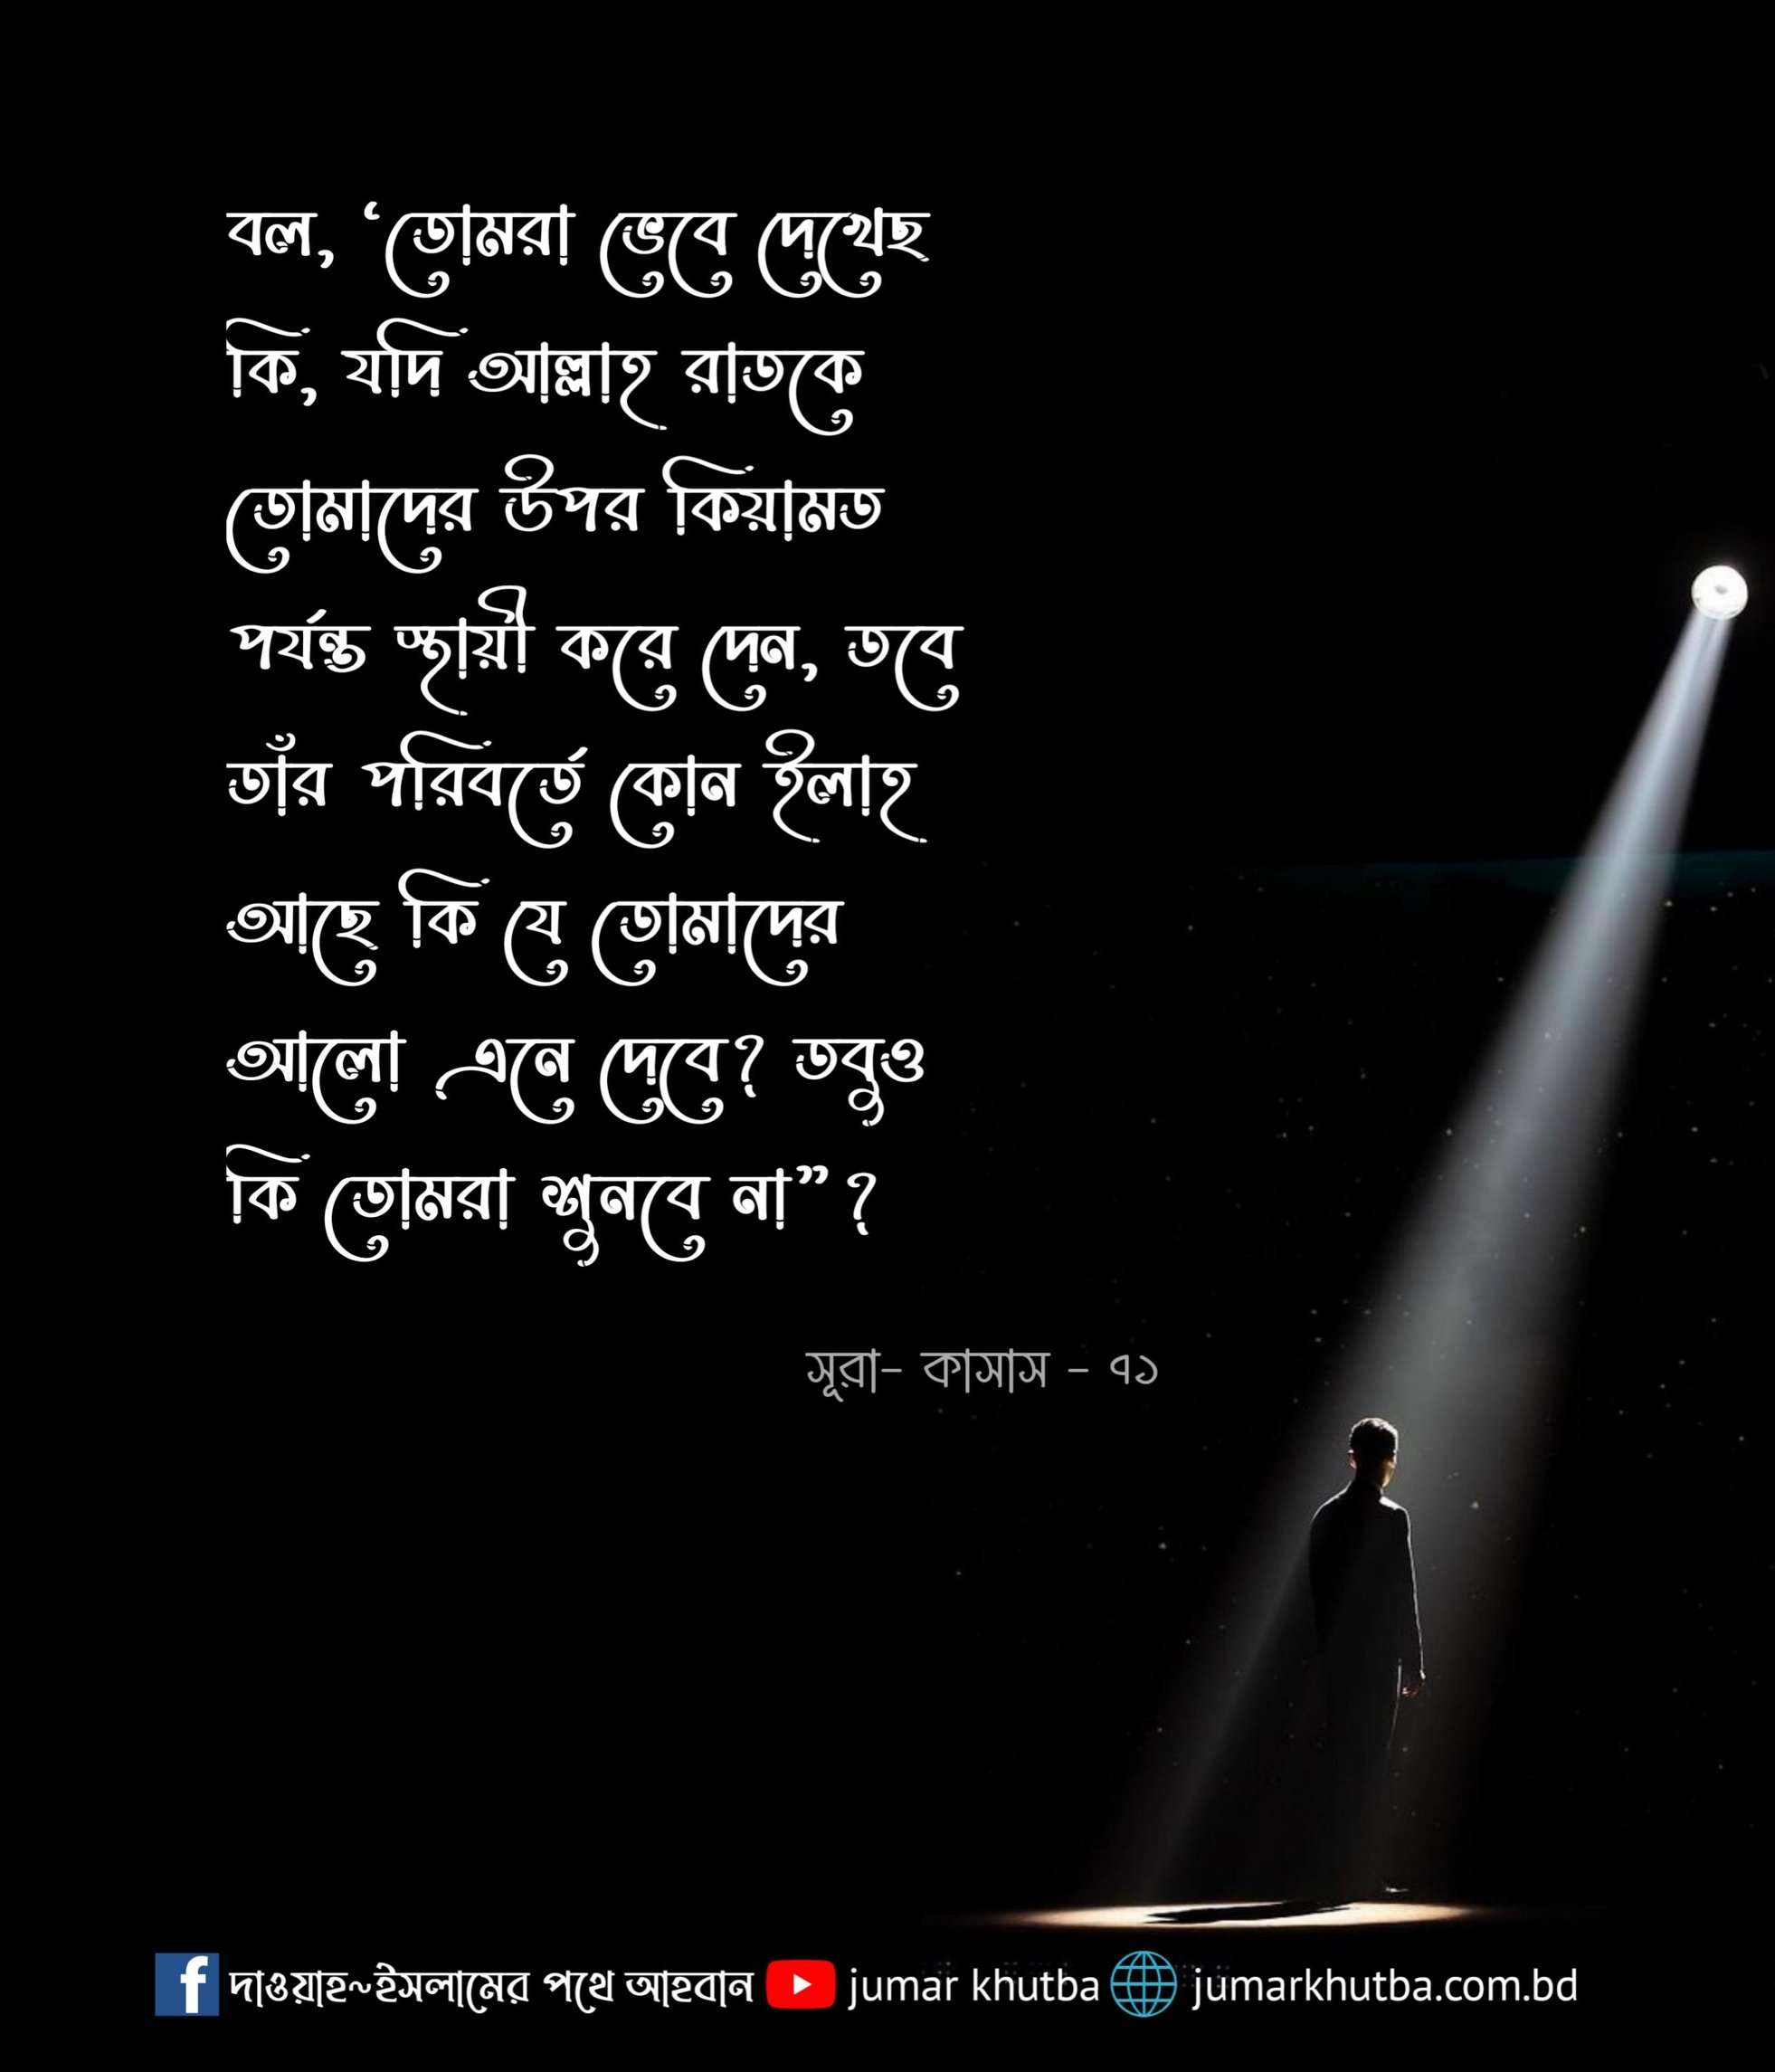 বল, ‘তোমরা ভেবে দেখেছ
কি, যদি আল্লাহ রাতকে
তোমাদের উপর কিয়ামত
পর্যন্ত স্থায়ী করে দেন, তবে
তাঁর পরিবর্তে কোন ইলাহ
আছে কি যে তোমাদের
আলো এনে দেবে? তবুও
কি তোমরা শুনবে না” ?
সূরা- কাসাস - ৭১
দাওয়াহ~ইসলামের পথে আহবান jumar khutba jumarkhutba.com.bd